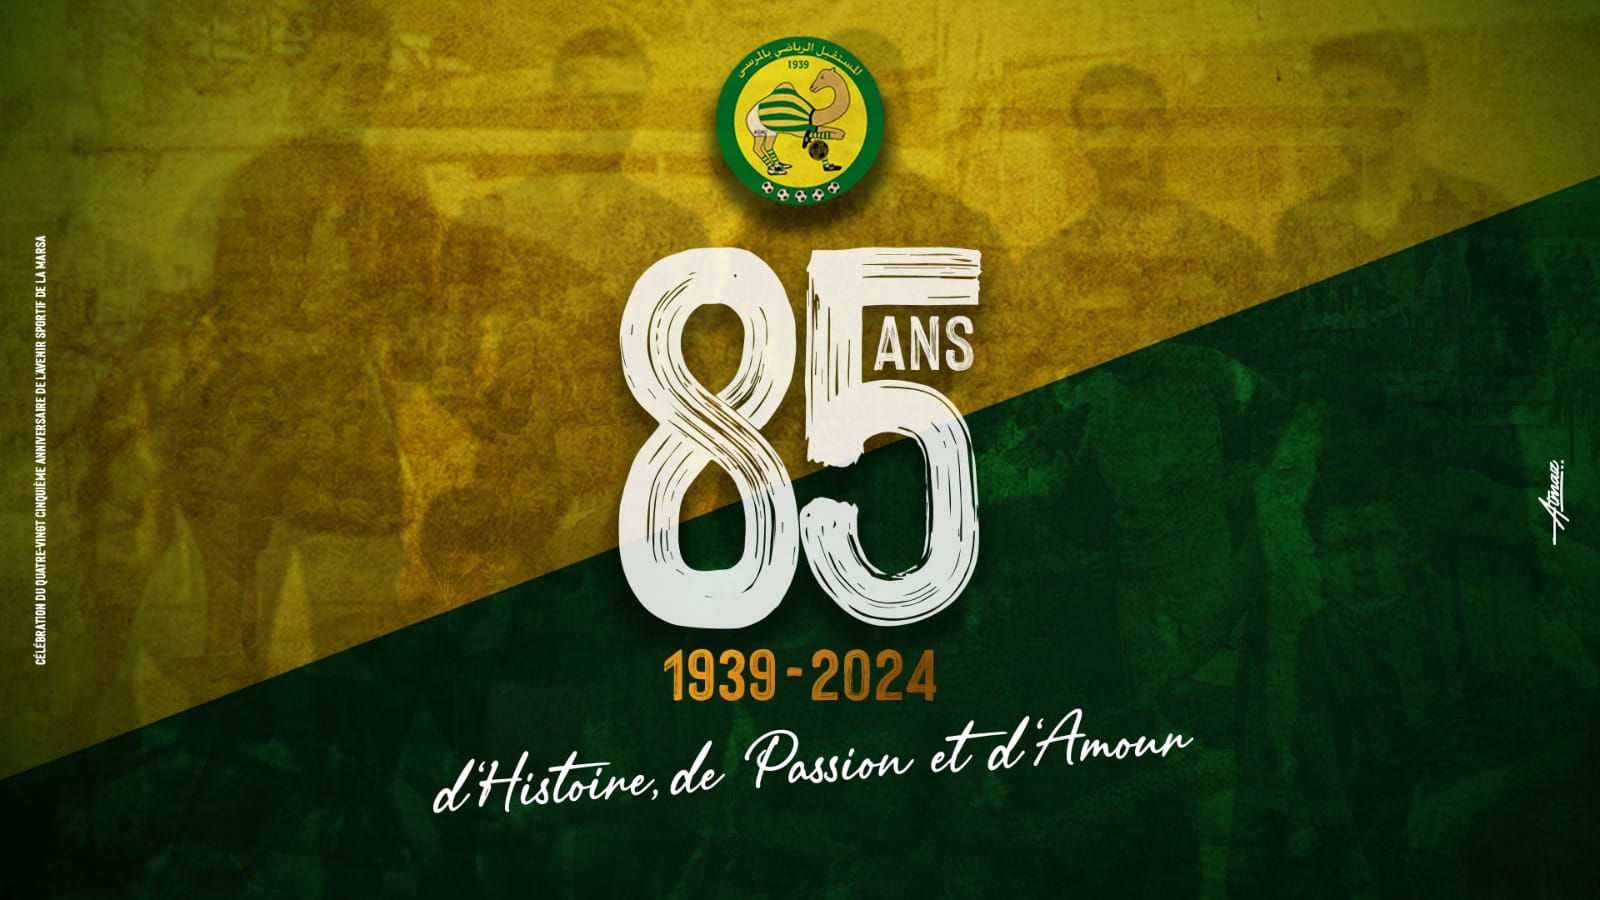 المستقبل الرياضي بالمرسى
1939
ASM
85
ANS
1939-2024
d'Histoire, de Passion et d'Amour
CÉLÉBRATION DU QUATRE-VINGT CINQUIÈME ANNIVERSAIRE DE L'AVENIR SPORTIF DE LA MARSA